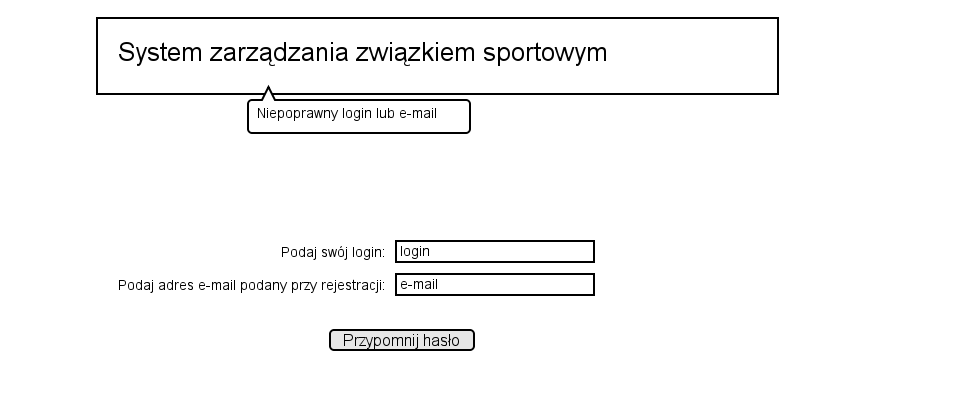 System zarządzania związkiem sportowym
Niepoprawny login lub e-mail
Podaj swój login: login
Podaj adres e-mail podany przy rejestracji: e-mail
Przypomnij hasło